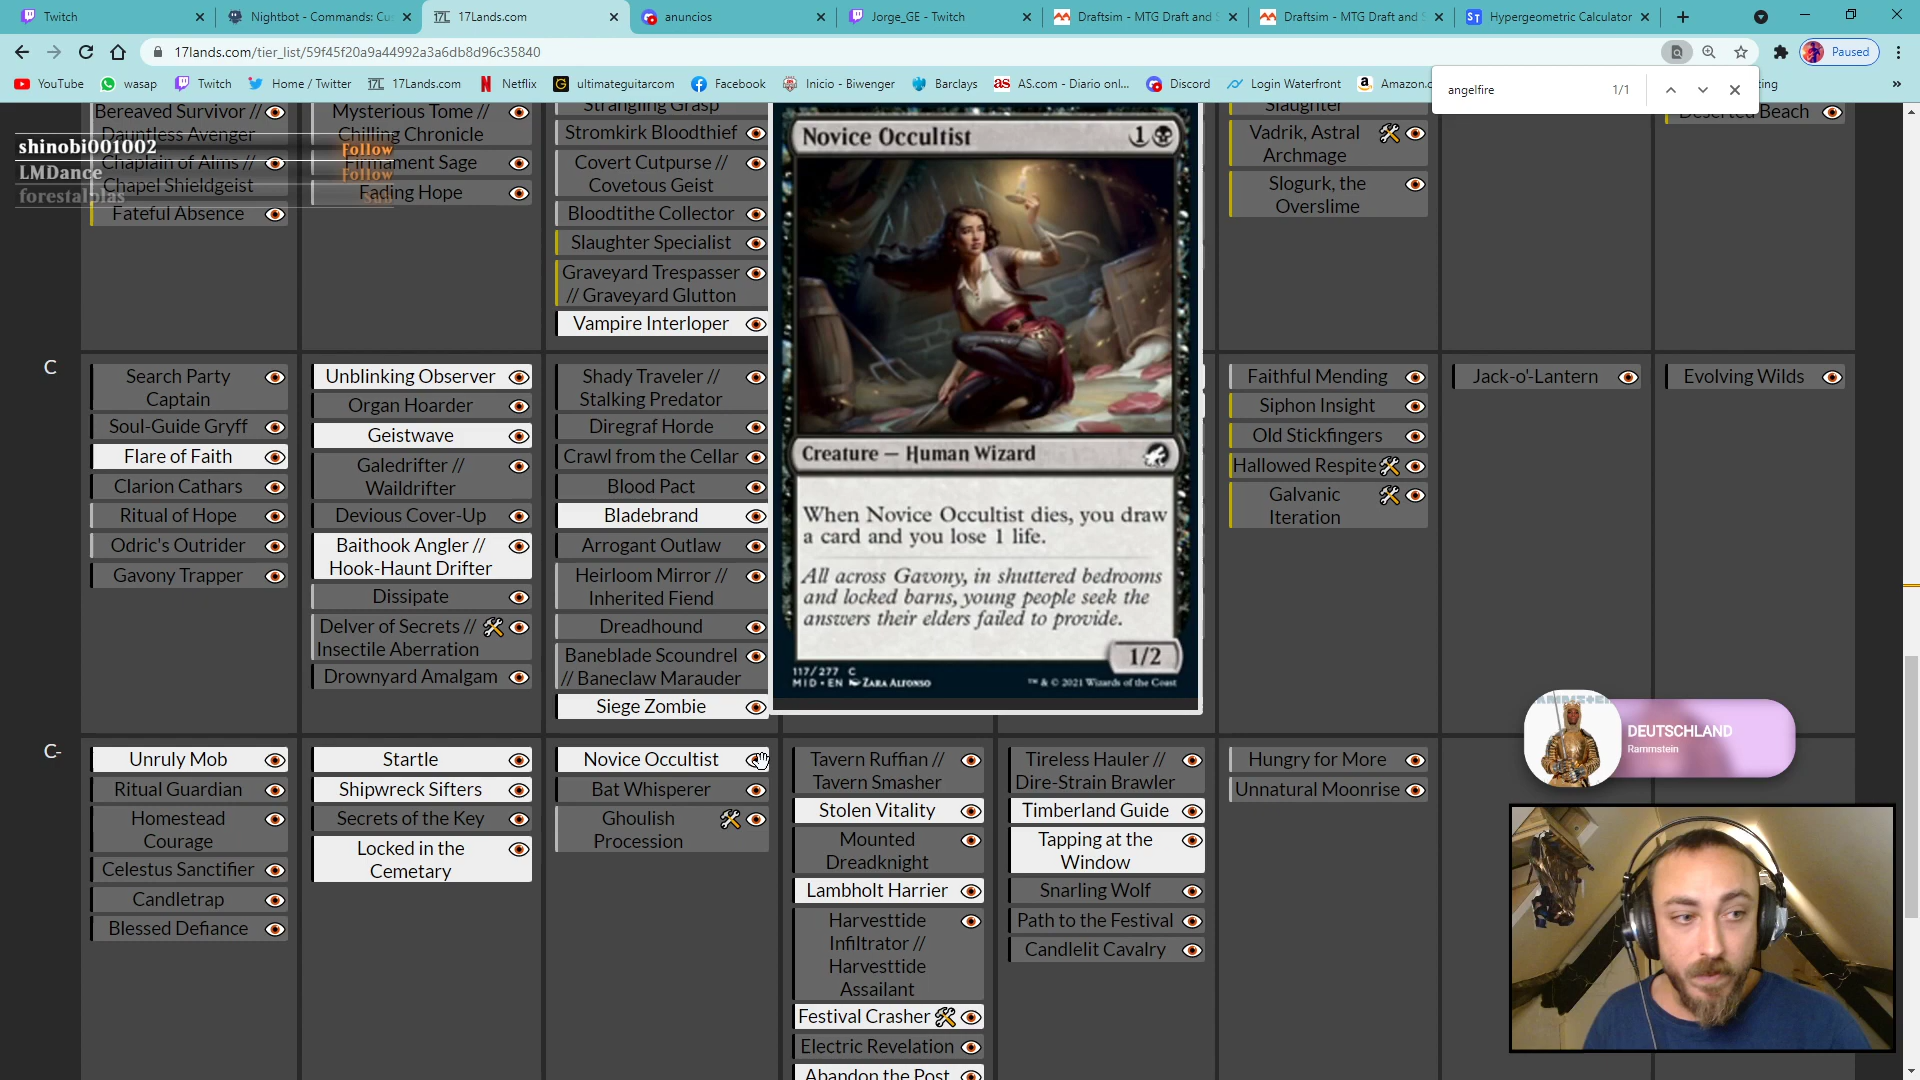 Twitch
Nightbot - Commands: Cu
17Lands.com
anuncios
Jorge_GE - Twitch
Draftsim - MTG Draft and S
Draftsim - MTG Draft and S
Hypergeometric Calculator
17lands.com/tier_list/59f45f20a9a44992a3a6db8d96c35840
Paused
YouTube
wasap
Twitch
Home / Twitter
17Lands.com
Netflix
ultimateguitarcom
Facebook
Inicio - Biwenger
Barclays
AS.com - Diario onl...
Discord
Login Waterfront
Amazon.c
ting
»
angelfire
1/1
shinobi001002 Follow
LMDance Follow
forestalplas
Bereaved Survivor //
Dauntless Avenger
Chaplain of Alms //
Chapel Shieldgeist
Fateful Absence
Mysterious Tome //
Chilling Chronicle
Firmament Sage
Fading Hope
Strangling Grasp
Stromkirk Bloodthief
Covert Cutpurse //
Covetous Geist
Bloodtithe Collector
Slaughter Specialist
Graveyard Trespasser
// Graveyard Glutton
Vampire Interloper
Slaughter
Vadrik, Astral
Archmage
Slogurk, the
Overslime
Deserted Beach
Novice Occultist 1
Creature — Human Wizard
When Novice Occultist dies, you draw
a card and you lose 1 life.
All across Gavony, in shuttered bedrooms
and locked barns, young people seek the
answers their elders failed to provide.
1/2
117/277 C
MID • EN Zara Alfonso
™ & © 2021 Wizards of the Coast
C
Search Party
Captain
Soul-Guide Gryff
Flare of Faith
Clarion Cathars
Ritual of Hope
Odric's Outrider
Gavony Trapper
Unblinking Observer
Organ Hoarder
Geistwave
Galedrifter //
Waildrifter
Devious Cover-Up
Baithook Angler //
Hook-Haunt Drifter
Dissipate
Delver of Secrets //
Insectile Aberration
Drownyard Amalgam
Shady Traveler //
Stalking Predator
Diregraf Horde
Crawl from the Cellar
Blood Pact
Bladebrand
Arrogant Outlaw
Heirloom Mirror //
Inherited Fiend
Dreadhound
Baneblade Scoundrel
// Baneclaw Marauder
Siege Zombie
Faithful Mending
Siphon Insight
Old Stickfingers
Hallowed Respite
Galvanic
Iteration
Jack-o'-Lantern
Evolving Wilds
C-
Unruly Mob
Ritual Guardian
Homestead
Courage
Celestus Sanctifier
Candletrap
Blessed Defiance
Startle
Shipwreck Sifters
Secrets of the Key
Locked in the
Cemetary
Novice Occultist
Bat Whisperer
Ghoulish
Procession
Tavern Ruffian //
Tavern Smasher
Stolen Vitality
Mounted
Dreadknight
Lambholt Harrier
Harvesttide
Infiltrator //
Harvesttide
Assailant
Festival Crasher
Electric Revelation
Abandon the Post
Tireless Hauler //
Dire-Strain Brawler
Timberland Guide
Tapping at the
Window
Snarling Wolf
Path to the Festival
Candlelit Cavalry
Hungry for More
Unnatural Moonrise
DEUTSCHLAND
Rammstein